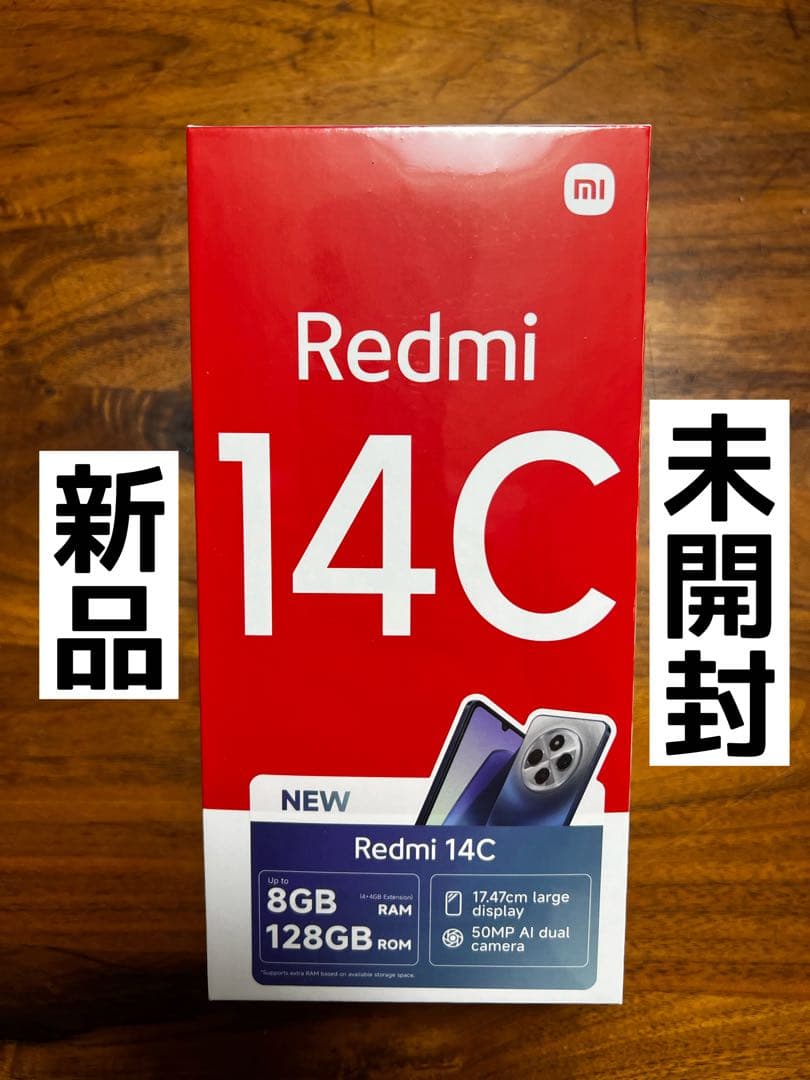 mi
Redmi
14C
新品
未開封
NEW
Redmi 14C
Up to
8GB (4+4GB Extension) RAM
128GB ROM
17.47cm large
display
50MP AI dual
camera
*Supports extra RAM based on available storage space.